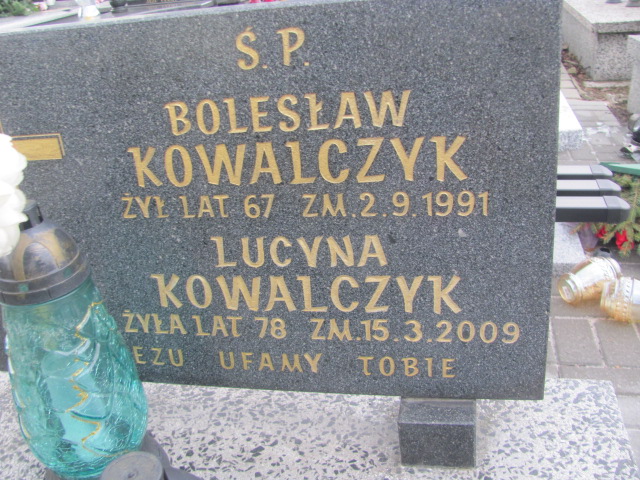 Ś.P.
BOLESŁAW
KOWALCZYK
ŻYŁ LAT 67 ZM.2.9.1991
LUCYNA
KOWALCZYK
ŻYŁA LAT 78 ZM.15.3.2009
EZU UFAMY TOBIE